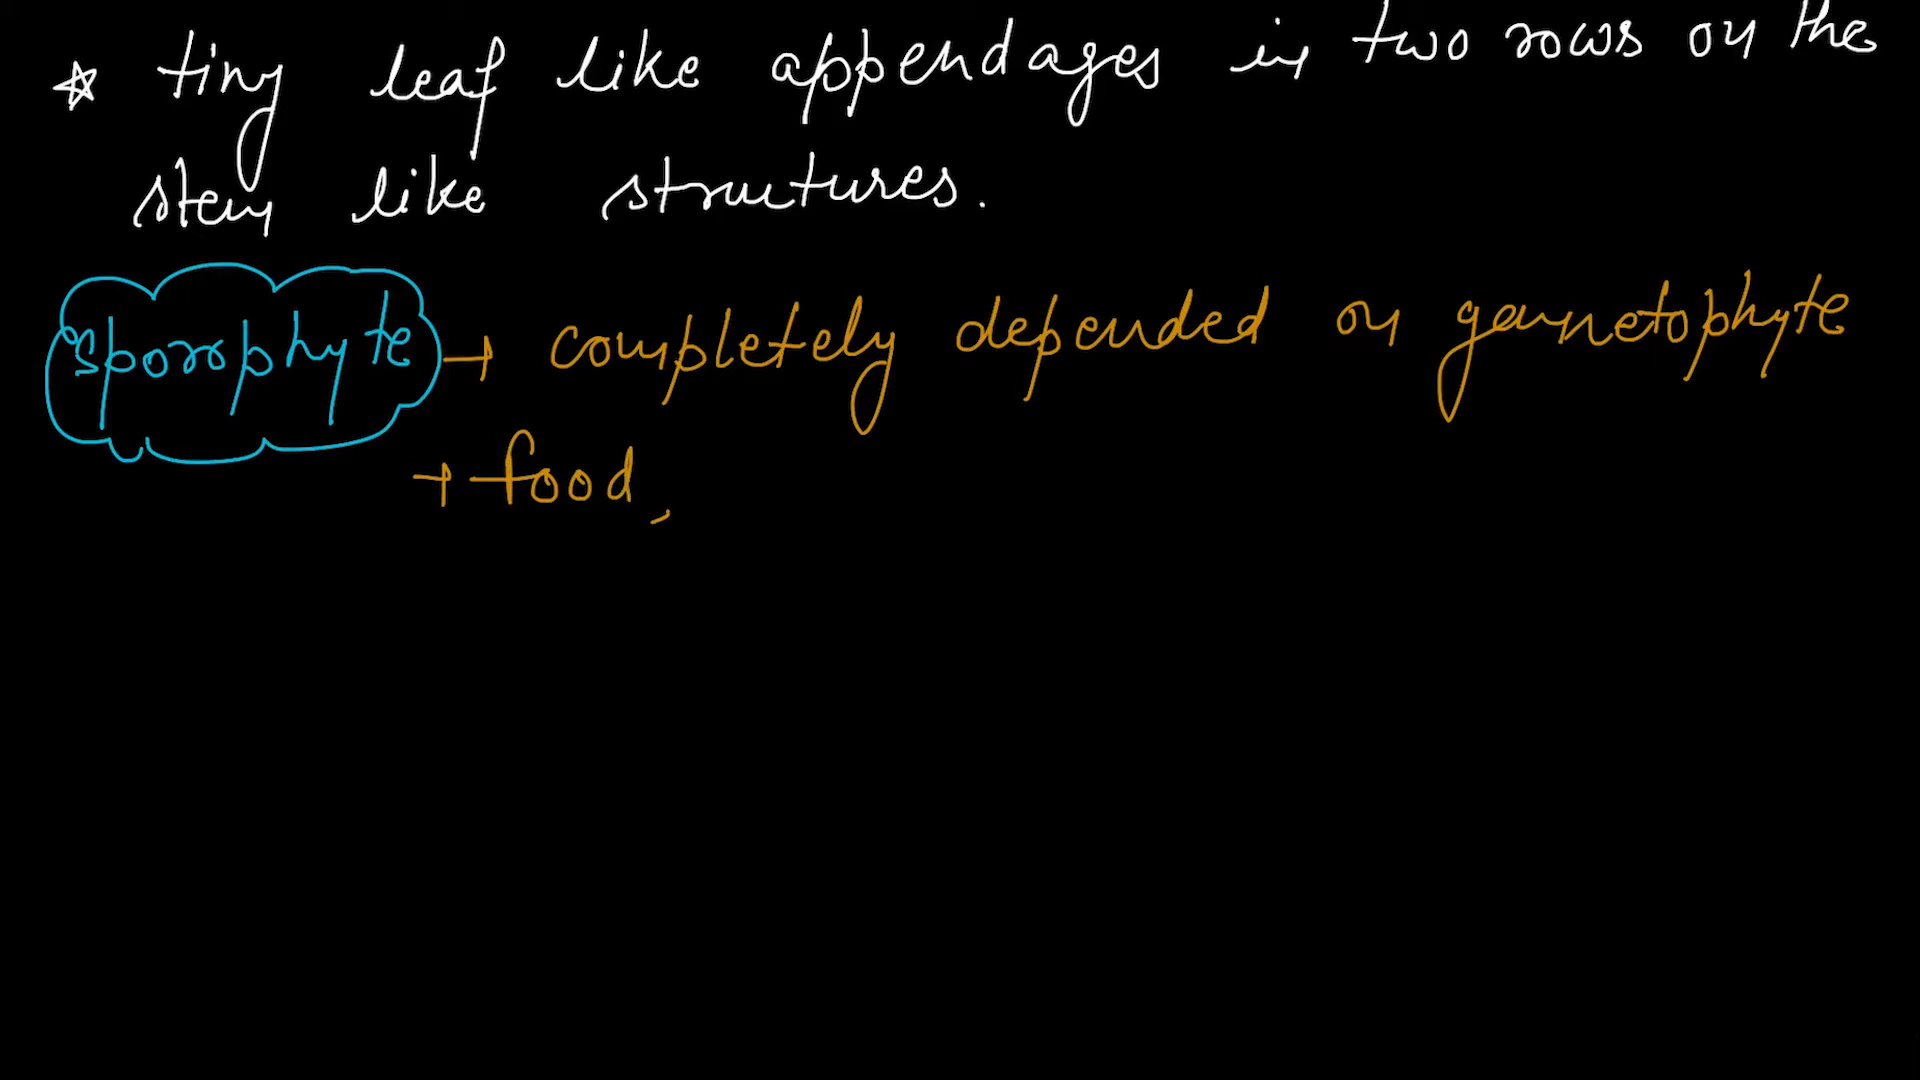 ☆ tiny leaf like appendages in two rows on the
stem like structures.
sporophyte → completely depended on gametophyte
→ food,